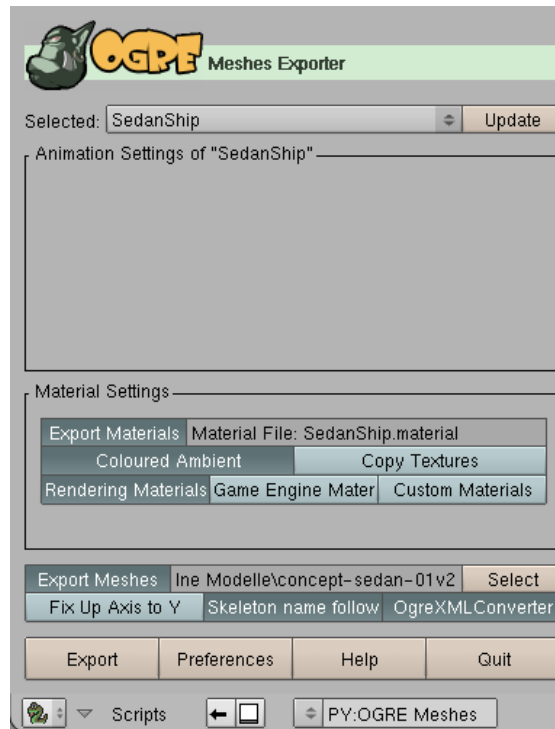 OGRE Meshes Exporter
Selected: SedanShip Update
Animation Settings of "SedanShip"
Material Settings
Export Materials Material File: SedanShip.material
Coloured Ambient Copy Textures
Rendering Materials Game Engine Mater Custom Materials
Export Meshes Ine Modelle\concept-sedan-01v2 Select
Fix Up Axis to Y Skeleton name follow OgreXMLConverter
Export Preferences Help Quit
Scripts PY:OGRE Meshes